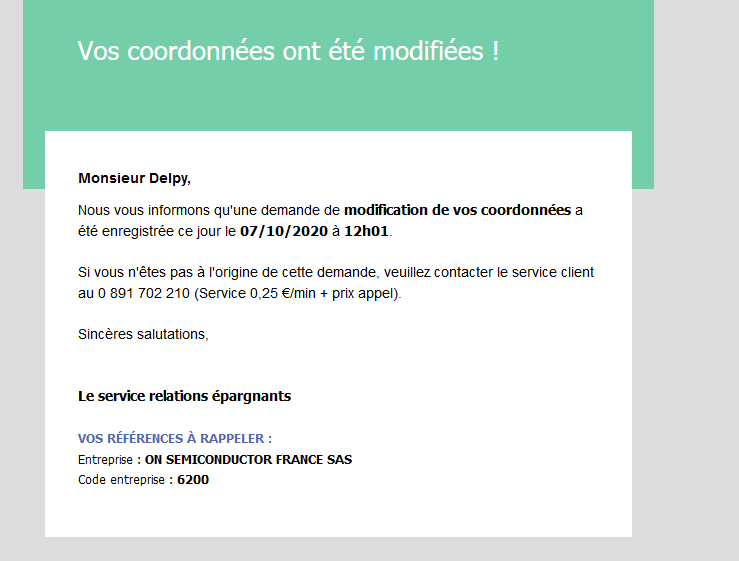 Vos coordonnées ont été modifiées !
Monsieur Delpy,
Nous vous informons qu'une demande de modification de vos coordonnées a
été enregistrée ce jour le 07/10/2020 à 12h01.
Si vous n'êtes pas à l'origine de cette demande, veuillez contacter le service client
au 0 891 702 210 (Service 0,25 €/min + prix appel).
Sincères salutations,
Le service relations épargnants
VOS RÉFÉRENCES À RAPPELER :
Entreprise : ON SEMICONDUCTOR FRANCE SAS
Code entreprise : 6200